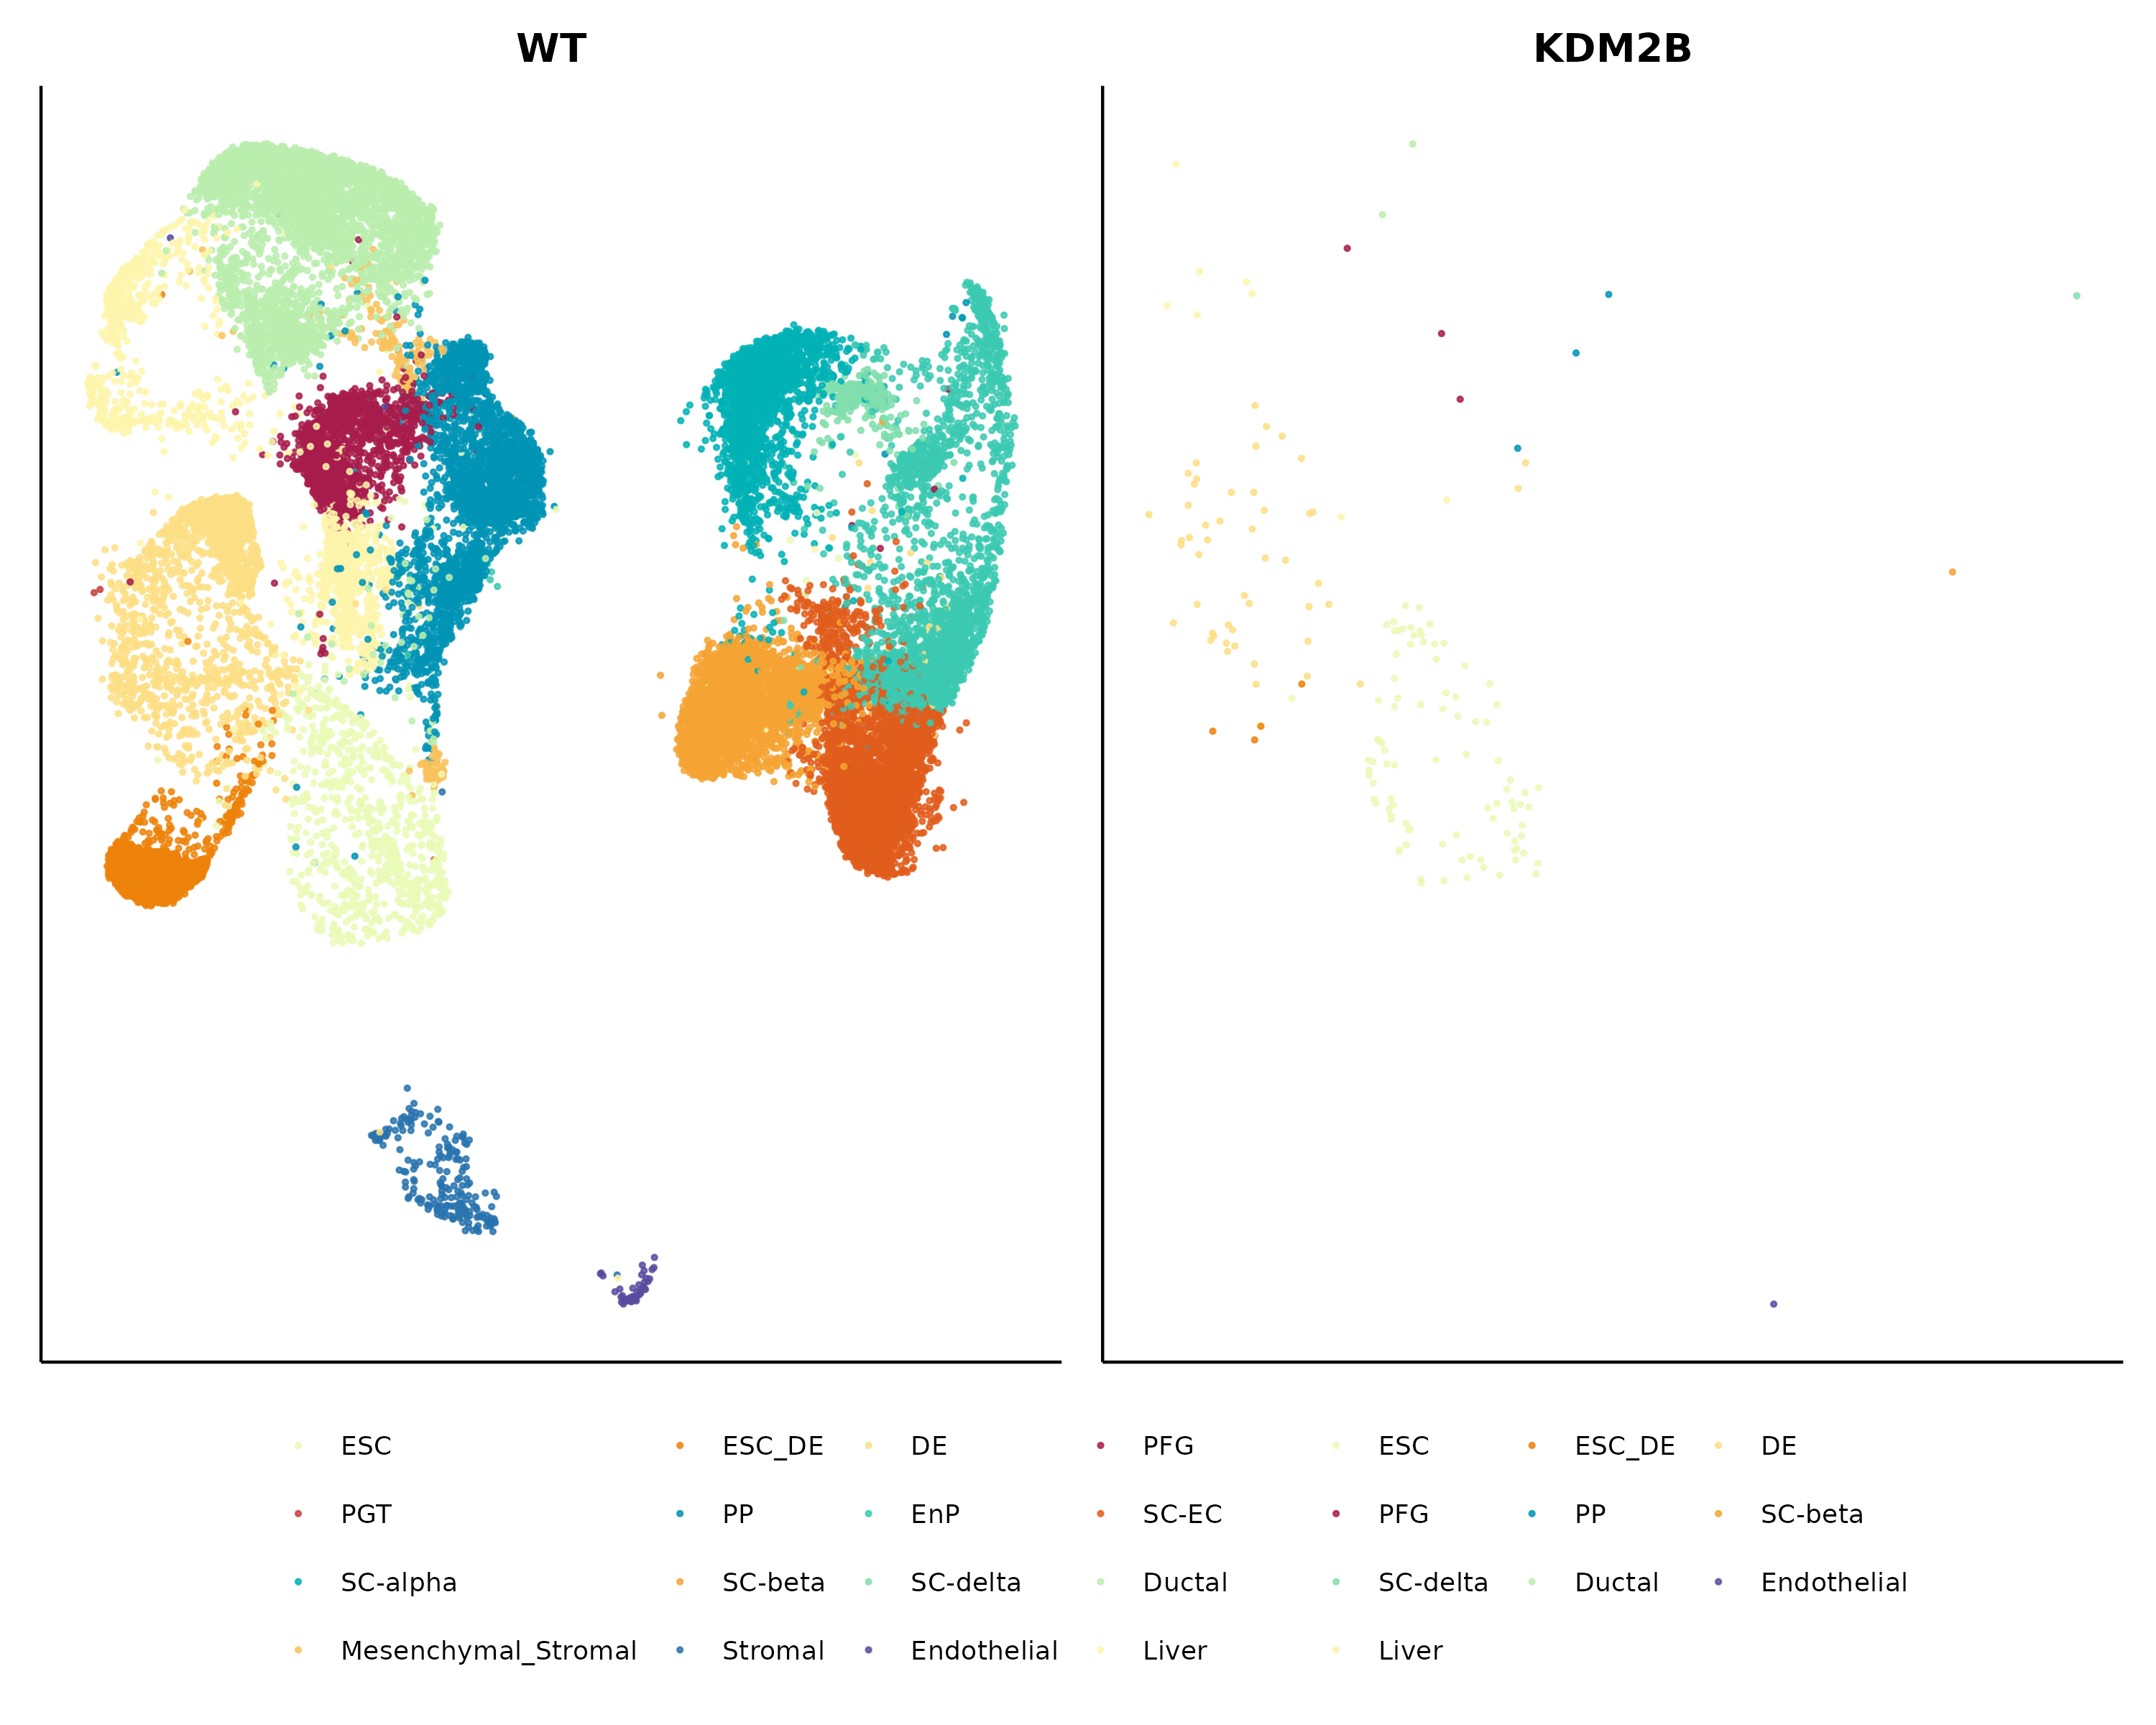 WT
KDM2B
ESC ESC_DE DE PFG ESC ESC_DE DE
PGT PP EnP SC-EC PFG PP SC-beta
SC-alpha SC-beta SC-delta Ductal SC-delta Ductal Endothelial
Mesenchymal_Stromal Stromal Endothelial Liver Liver